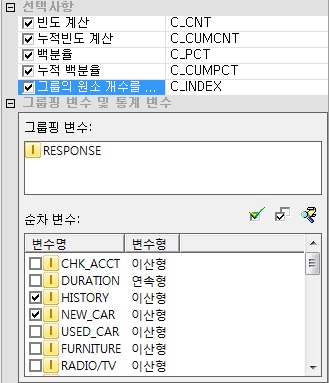 선택사항
빈도 계산 C_CNT
누적빈도 계산 C_CUMCNT
백분율 C_PCT
누적 백분율 C_CUMPCT
그룹의 원소 개수를 ... C_INDEX
그룹핑 변수 및 통계 변수
그룹핑 변수:
RESPONSE
순차 변수:
변수명 변수형
CHK_ACCT 이산형
DURATION 연속형
HISTORY 이산형
NEW_CAR 이산형
USED_CAR 이산형
FURNITURE 이산형
RADIO/TV 이산형